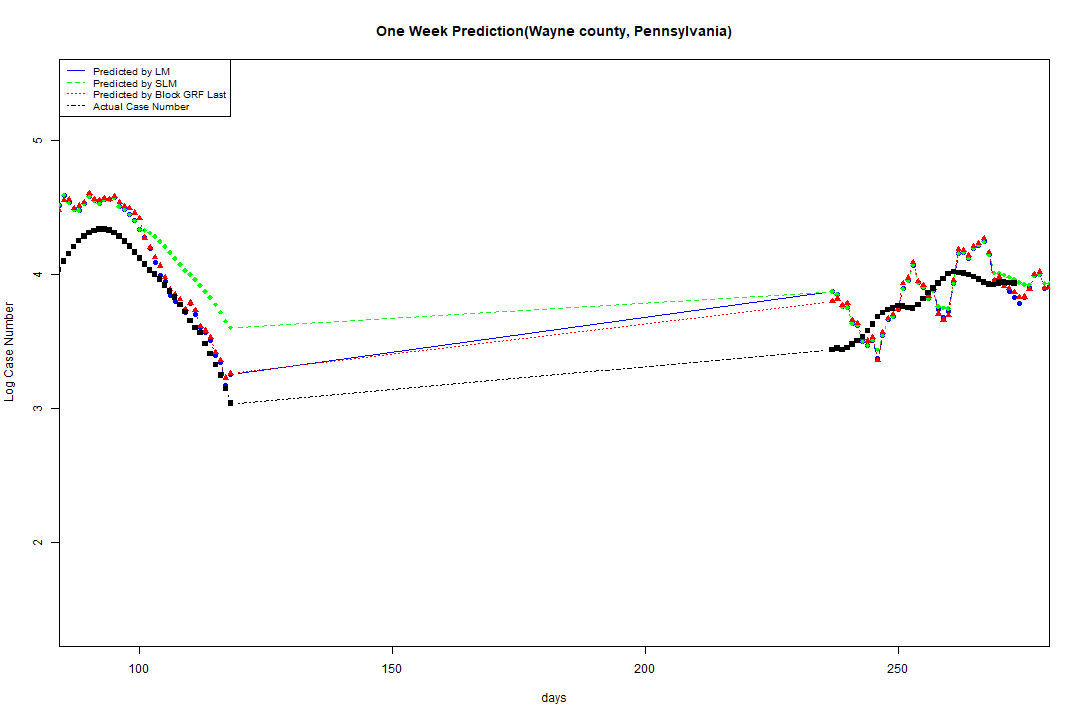 One Week Prediction(Wayne county, Pennsylvania)
Predicted by LM
Predicted by SLM
Predicted by Block GRF Last
Actual Case Number
5
4
3
2
Log Case Number
100
150
200
250
days